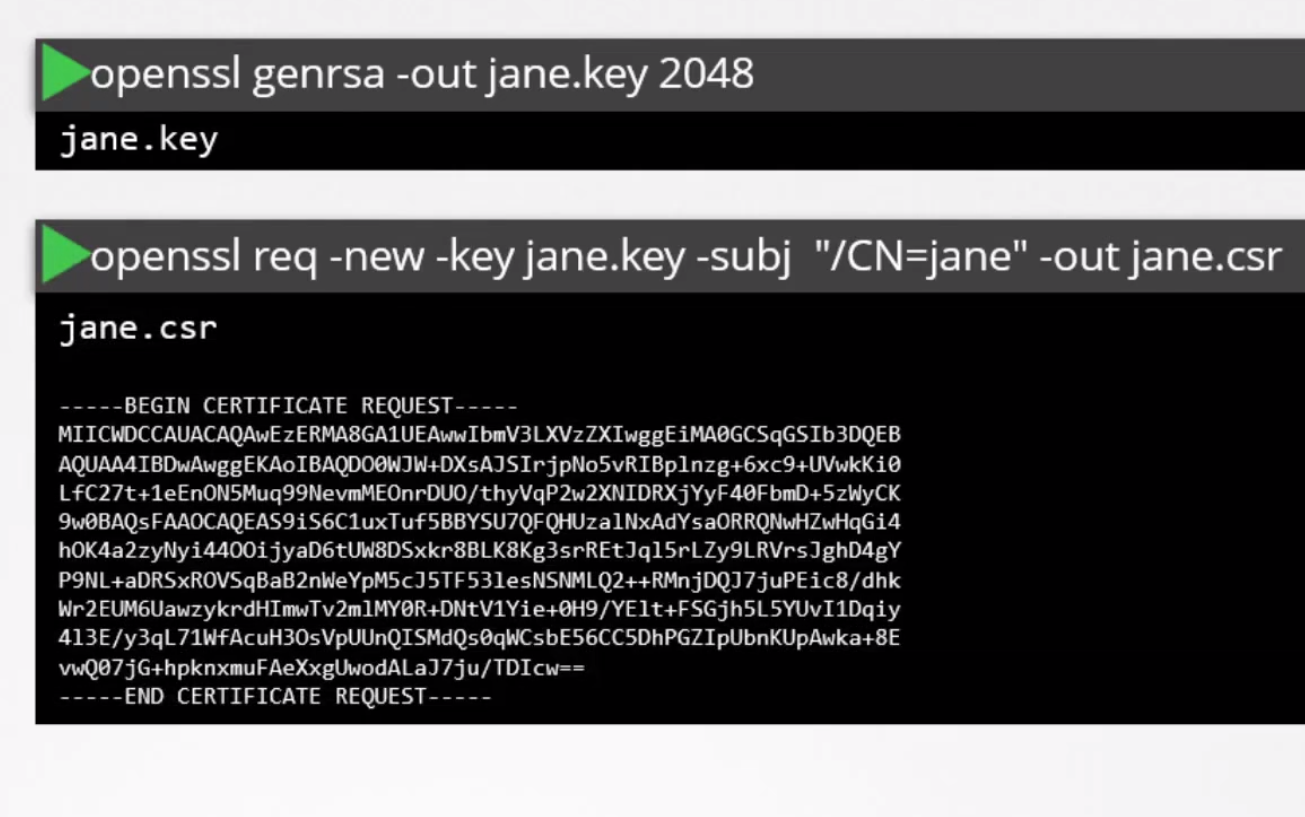 openssl genrsa -out jane.key 2048
jane.key
openssl req -new -key jane.key -subj "/CN=jane" -out jane.csr
jane.csr
-----BEGIN CERTIFICATE REQUEST-----
MIICWDCCAUACAQAwEzERMA8GA1UEAwwIbmV3LXVzZXIwggEiMA0GCSqGSIb3DQEB
AQUAA4IBDwAwggEKAoIBAQDO0WJW+DXsAJSIrjpNo5vRIBplnzg+6xc9+UVwkKi0
LfC27t+1eEnON5Muq99NevmMEOnrDUO/thyVqP2w2XNIDRXjYyF40FbmD+5zWyCK
9w0BAQsFAAOCAQEAS9iS6C1uxTuf5BBYSU7QFQHUzalNxAdYsaORRQNwHZwHqGi4
hOK4a2zyNyi44OOijyaD6tUW8DSxkr8BLK8Kg3srREtJql5rLZy9LRVrsJghD4gY
P9NL+aDRSxROVSqBaB2nWeYpM5cJ5TF53lesNSNMLQ2++RMnjDQJ7juPEic8/dhk
Wr2EUM6UawzykrdHImwTv2mlMY0R+DNtV1Yie+0H9/YElt+FSGjh5L5YUvI1Dqiy
4l3E/y3qL71WfAcuH3OsVpUUnQISMdQs0qWCsbE56CC5DhPGZIpUbnKUpAwka+8E
vwQ07jG+hpknxmuFAeXxgUwodALaJ7ju/TDIcw==
-----END CERTIFICATE REQUEST-----